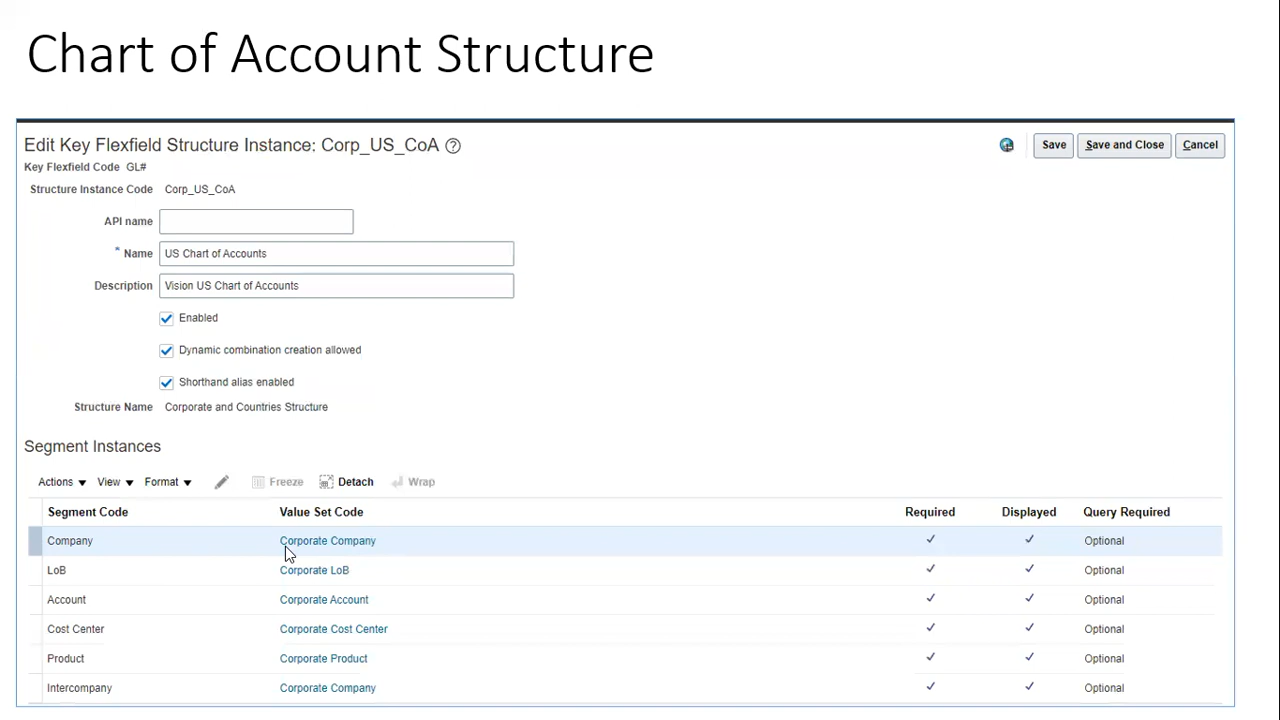 Chart of Account Structure
Edit Key Flexfield Structure Instance: Corp_US_CoA ?
Save
Save and Close
Cancel
Key Flexfield Code GL#
Structure Instance Code Corp_US_CoA
API name
* Name US Chart of Accounts
Description Vision US Chart of Accounts
Enabled
Dynamic combination creation allowed
Shorthand alias enabled
Structure Name Corporate and Countries Structure
Segment Instances
Actions View Format Freeze Detach Wrap
Segment Code Value Set Code Required Displayed Query Required
Company Corporate Company Optional
LoB Corporate LoB Optional
Account Corporate Account Optional
Cost Center Corporate Cost Center Optional
Product Corporate Product Optional
Intercompany Corporate Company Optional